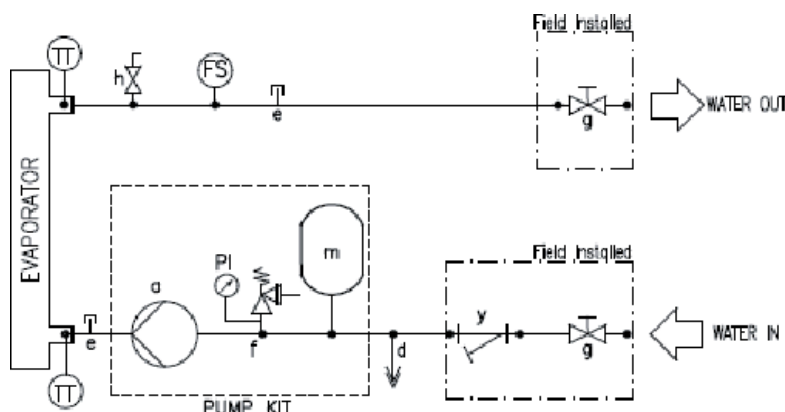 Field Installed
TT
h
FS
e
g
WATER OUT
EVAPORATOR
a
PI
m
Field Installed
y
e
f
d
g
WATER IN
TT
PUMP KIT